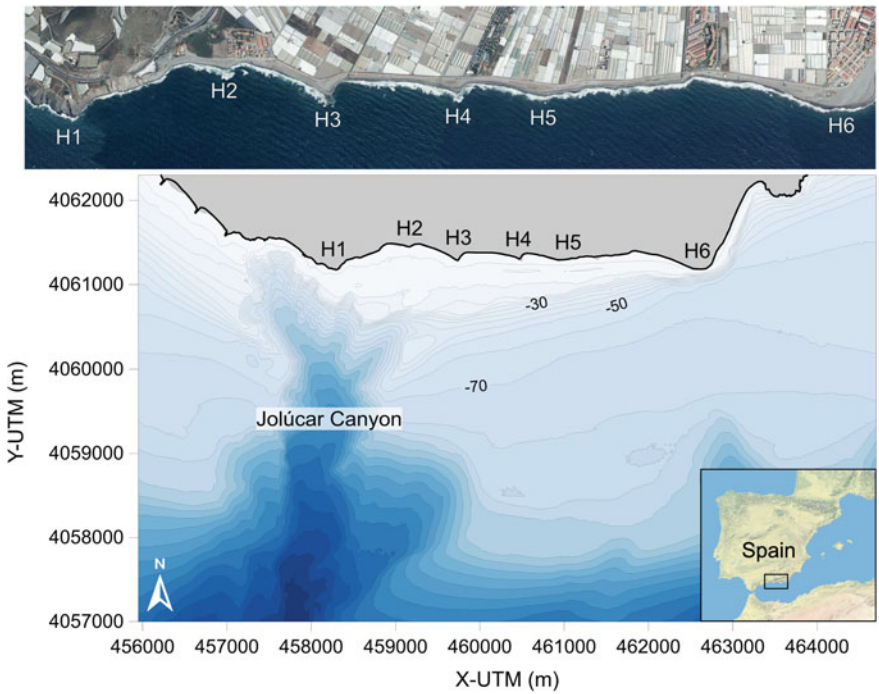 H1
H2
H3
H4
H5
H6
4062000
4061000
4060000
4059000
4058000
4057000
Y-UTM (m)
H1
H2
H3
H4
H5
H6
-30
-50
-70
Jolúcar Canyon
N
Spain
456000 457000 458000 459000 460000 461000 462000 463000 464000
X-UTM (m)